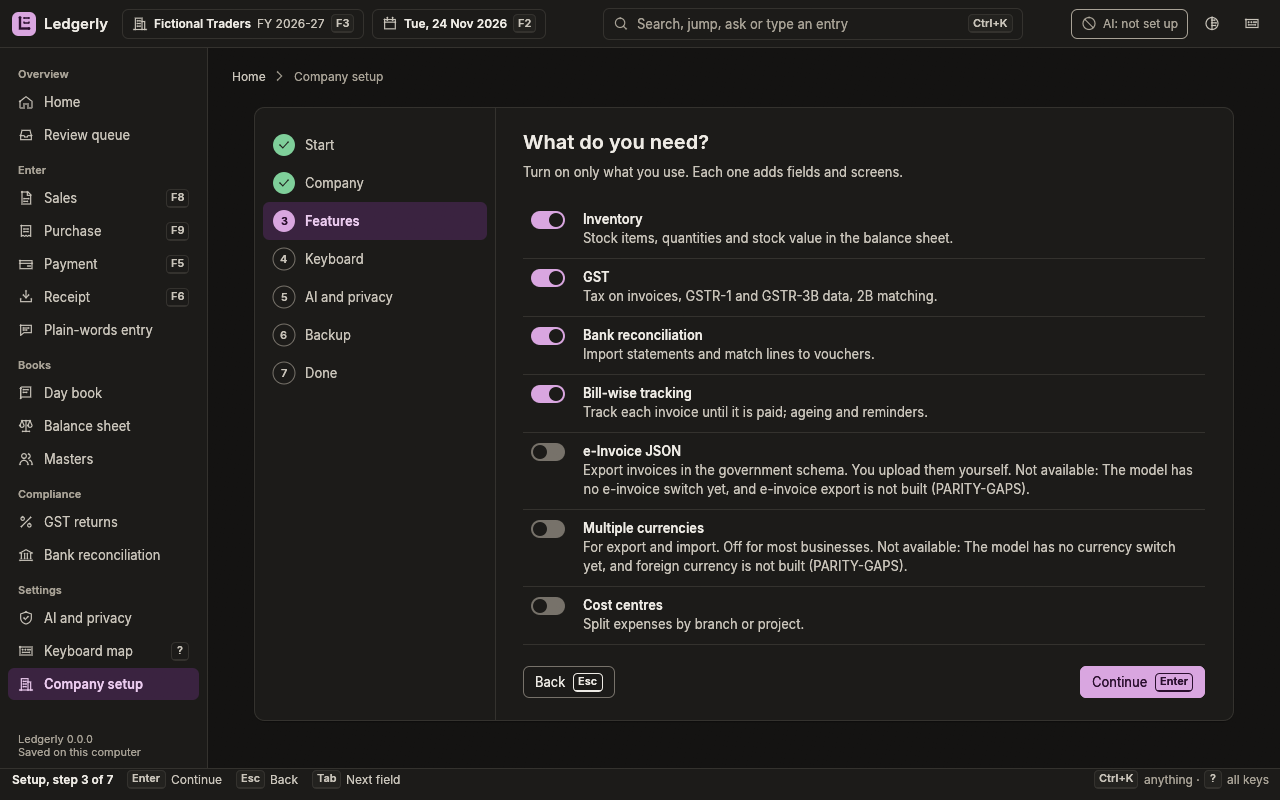 Ledgerly
Fictional Traders FY 2026-27 F3
Tue, 24 Nov 2026 F2
Search, jump, ask or type an entry Ctrl+K
AI: not set up
Overview
Home
Review queue
Enter
Sales F8
Purchase F9
Payment F5
Receipt F6
Plain-words entry
Books
Day book
Balance sheet
Masters
Compliance
GST returns
Bank reconciliation
Settings
AI and privacy
Keyboard map ?
Company setup
Ledgerly 0.0.0
Saved on this computer
Home > Company setup
Start
Company
3 Features
4 Keyboard
5 AI and privacy
6 Backup
7 Done
What do you need?
Turn on only what you use. Each one adds fields and screens.
Inventory
Stock items, quantities and stock value in the balance sheet.
GST
Tax on invoices, GSTR-1 and GSTR-3B data, 2B matching.
Bank reconciliation
Import statements and match lines to vouchers.
Bill-wise tracking
Track each invoice until it is paid; ageing and reminders.
e-Invoice JSON
Export invoices in the government schema. You upload them yourself. Not available: The model has
no e-invoice switch yet, and e-invoice export is not built (PARITY-GAPS).
Multiple currencies
For export and import. Off for most businesses. Not available: The model has no currency switch
yet, and foreign currency is not built (PARITY-GAPS).
Cost centres
Split expenses by branch or project.
Back Esc
Continue Enter
Setup, step 3 of 7 Enter Continue Esc Back Tab Next field
Ctrl+K anything · ? all keys